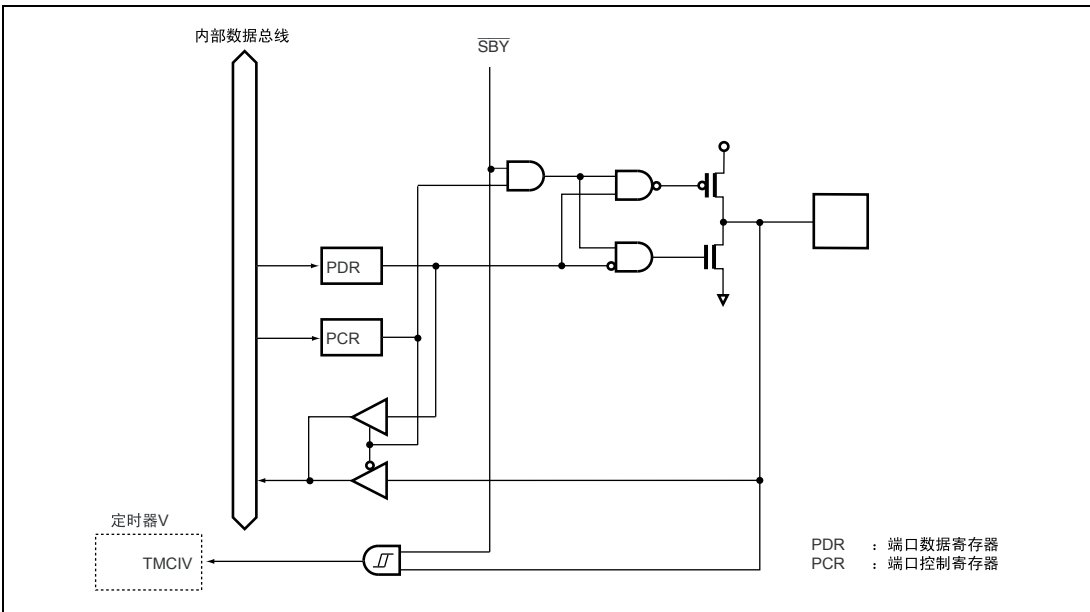 内部数据总线
SBY
PDR
PCR
定时器V
TMCIV
PDR : 端口数据寄存器
PCR : 端口控制寄存器